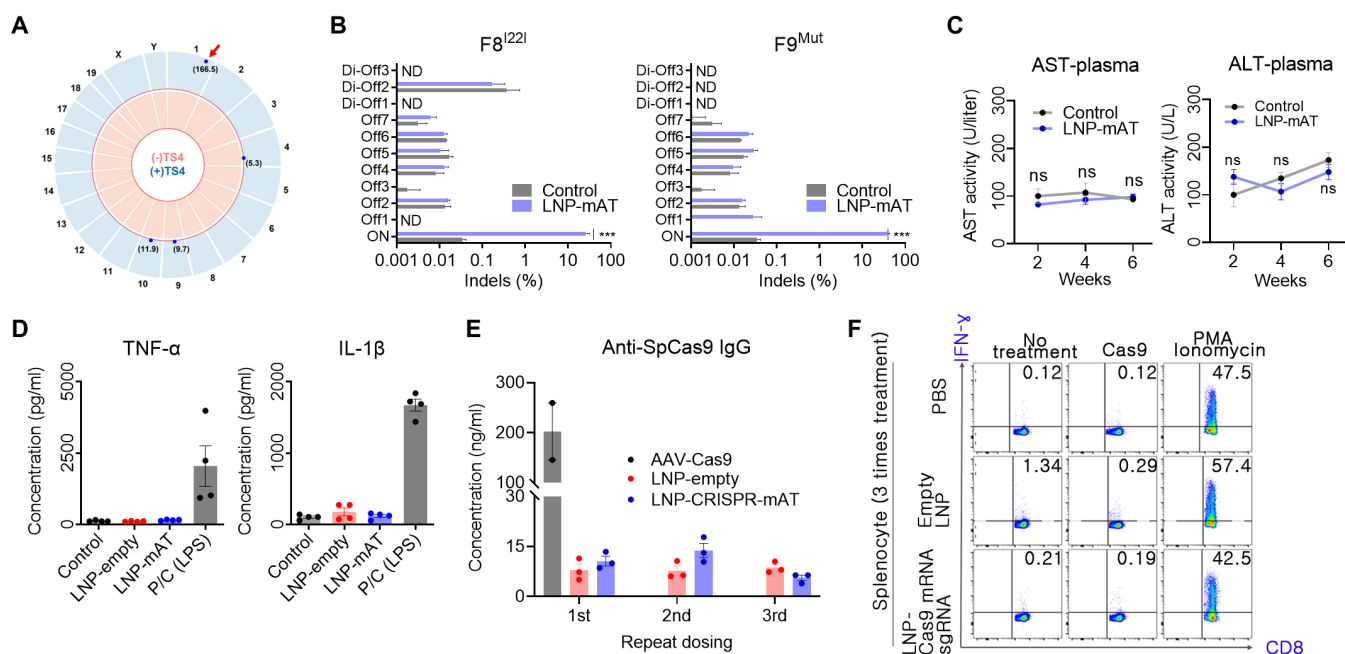 A
X
Y
1
2
3
4
5
6
7
8
9
10
11
12
13
14
15
16
17
18
19
(166.5)
(5.3)
(9.7)
(11.9)
(-)TS4
(+)TS4
B
F8^I22I
Di-Off3
Di-Off2
Di-Off1
Off7
Off6
Off5
Off4
Off3
Off2
Off1
ON
ND
ND
ND
Control
LNP-mAT
***
0.001 0.01 0.1 1 10 100
Indels (%)
F9^Mut
Di-Off3
Di-Off2
Di-Off1
Off7
Off6
Off5
Off4
Off3
Off2
Off1
ON
ND
ND
ND
Control
LNP-mAT
***
0.001 0.01 0.1 1 10 100
Indels (%)
C
AST-plasma
AST activity (U/liter)
300
200
100
0
Control
LNP-mAT
ns ns ns
2 4 6
Weeks
ALT-plasma
ALT activity (U/L)
300
200
100
0
Control
LNP-mAT
ns ns ns
2 4 6
Weeks
D
TNF-α
Concentration (pg/ml)
5000
2500
0
Control
LNP-empty
LNP-mAT
P/C (LPS)
IL-1β
Concentration (pg/ml)
2000
1000
0
Control
LNP-empty
LNP-mAT
P/C (LPS)
E
Anti-SpCas9 IgG
Concentration (ng/ml)
300
200
100
30
15
0
AAV-Cas9
LNP-empty
LNP-CRISPR-mAT
1st 2nd 3rd
Repeat dosing
F
IFN-ɣ
Splenocyte (3 times treatment)
No treatment
Cas9
PMA
Ionomycin
PBS
0.12 0.12 47.5
Empty
LNP
1.34 0.29 57.4
LNP-
Cas9 mRNA
sgRNA
0.21 0.19 42.5
CD8